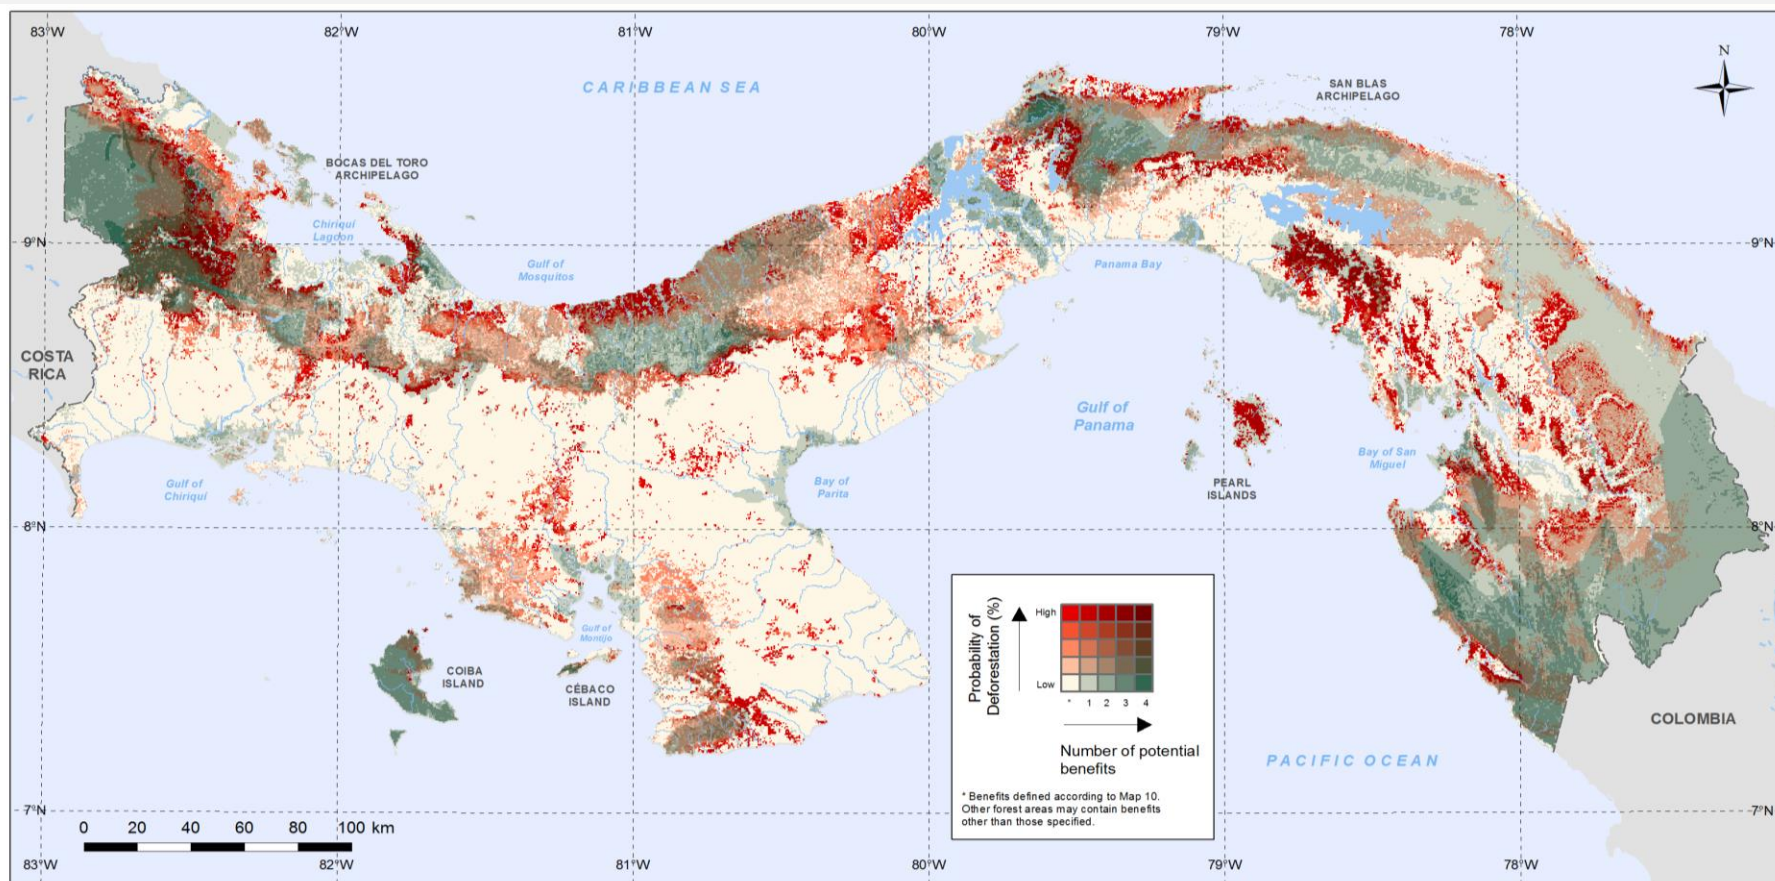 83°W
82°W
81°W
80°W
79°W
78°W
N
CARIBBEAN SEA
SAN BLAS
ARCHIPELAGO
BOCAS DEL TORO
ARCHIPELAGO
Chiriquí
Lagoon
9°N
9°N
Gulf of
Mosquitos
Panama Bay
COSTA
RICA
Gulf of
Panama
Gulf of
Chiriquí
Bay of
Parita
Bay of San
Miguel
PEARL
ISLANDS
8°N
8°N
Gulf of
Montijo
COIBA
ISLAND
CÉBACO
ISLAND
COLOMBIA
PACIFIC OCEAN
Probability of
Deforestation (%)
High
Low
* 1 2 3 4
Number of potential
benefits
* Benefits defined according to Map 10.
Other forest areas may contain benefits
other than those specified.
7°N
7°N
0 20 40 60 80 100 km
83°W
82°W
81°W
80°W
79°W
78°W